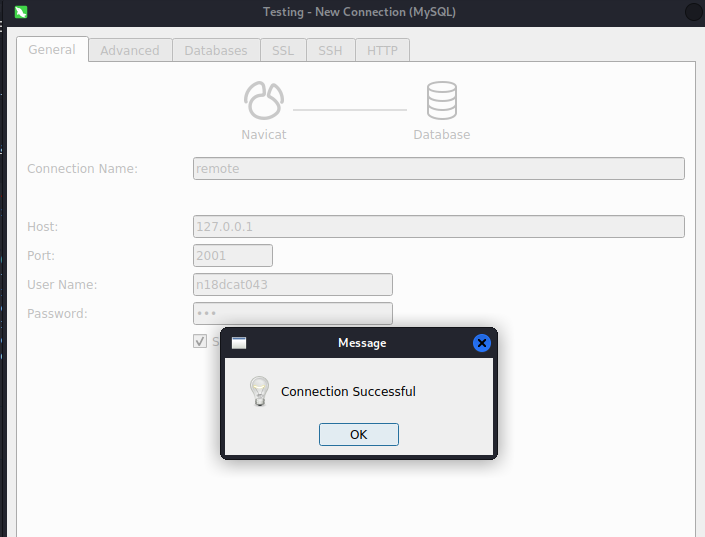 Testing - New Connection (MySQL)
General Advanced Databases SSL SSH HTTP
Navicat Database
Connection Name: remote
Host: 127.0.0.1
Port: 2001
User Name: n18dcat043
Password: •••
Message
Connection Successful
OK